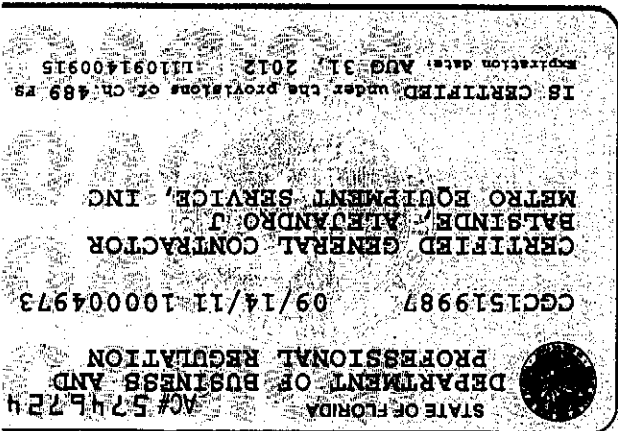 STATE OF FLORIDA AC# 5746724
DEPARTMENT OF BUSINESS AND
PROFESSIONAL REGULATION
CGC1519987 09/14/11 100004973
CERTIFIED GENERAL CONTRACTOR
BALSINDE, ALEJANDRO J
METRO EQUIPMENT SERVICE, INC
IS CERTIFIED under the provisions of Ch. 489 FS
Expiration date: AUG 31, 2012 L11091400915